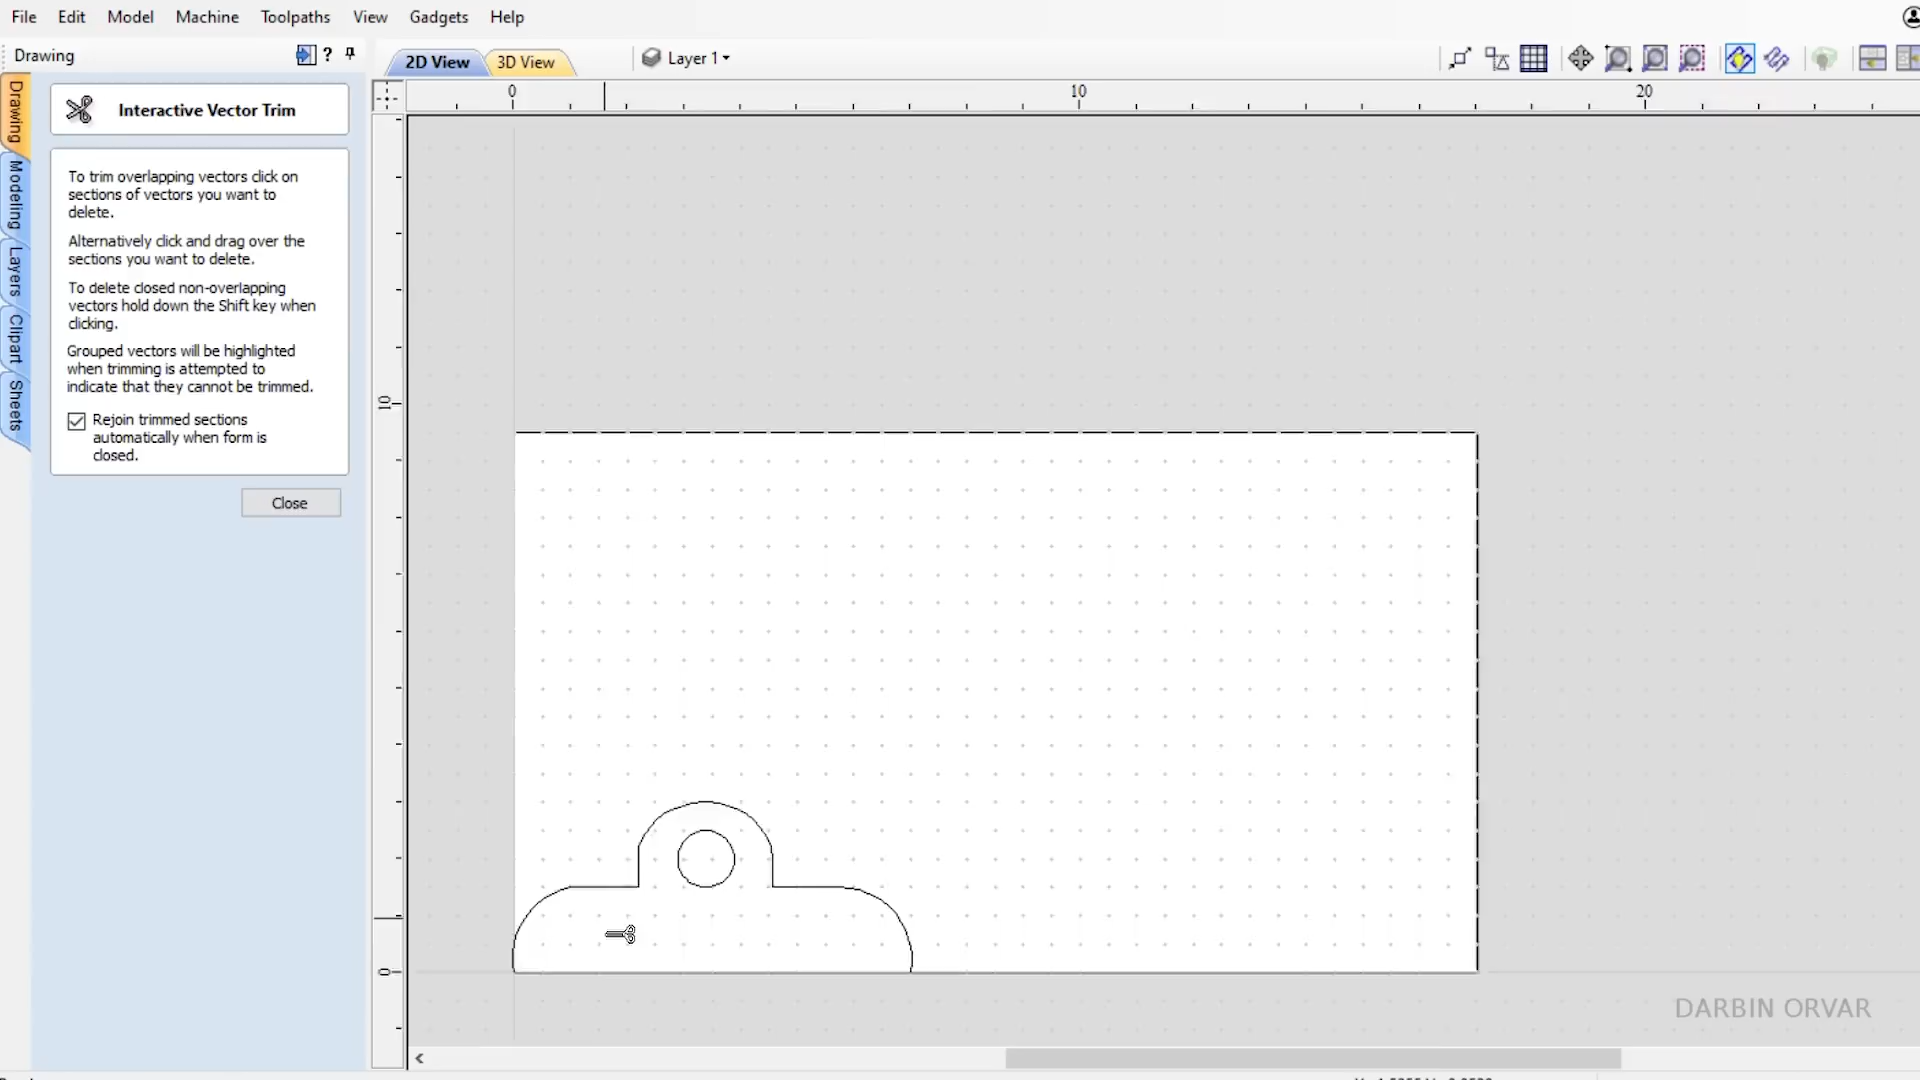 File Edit Model Machine Toolpaths View Gadgets Help
Drawing ?
2D View 3D View Layer 1
0 10 20
Drawing
Modeling
Layers
Clipart
Sheets
Interactive Vector Trim
To trim overlapping vectors click on
sections of vectors you want to
delete.
Alternatively click and drag over the
sections you want to delete.
To delete closed non-overlapping
vectors hold down the Shift key when
clicking.
Grouped vectors will be highlighted
when trimming is attempted to
indicate that they cannot be trimmed.
Rejoin trimmed sections
automatically when form is
closed.
Close
10
0
DARBIN ORVAR